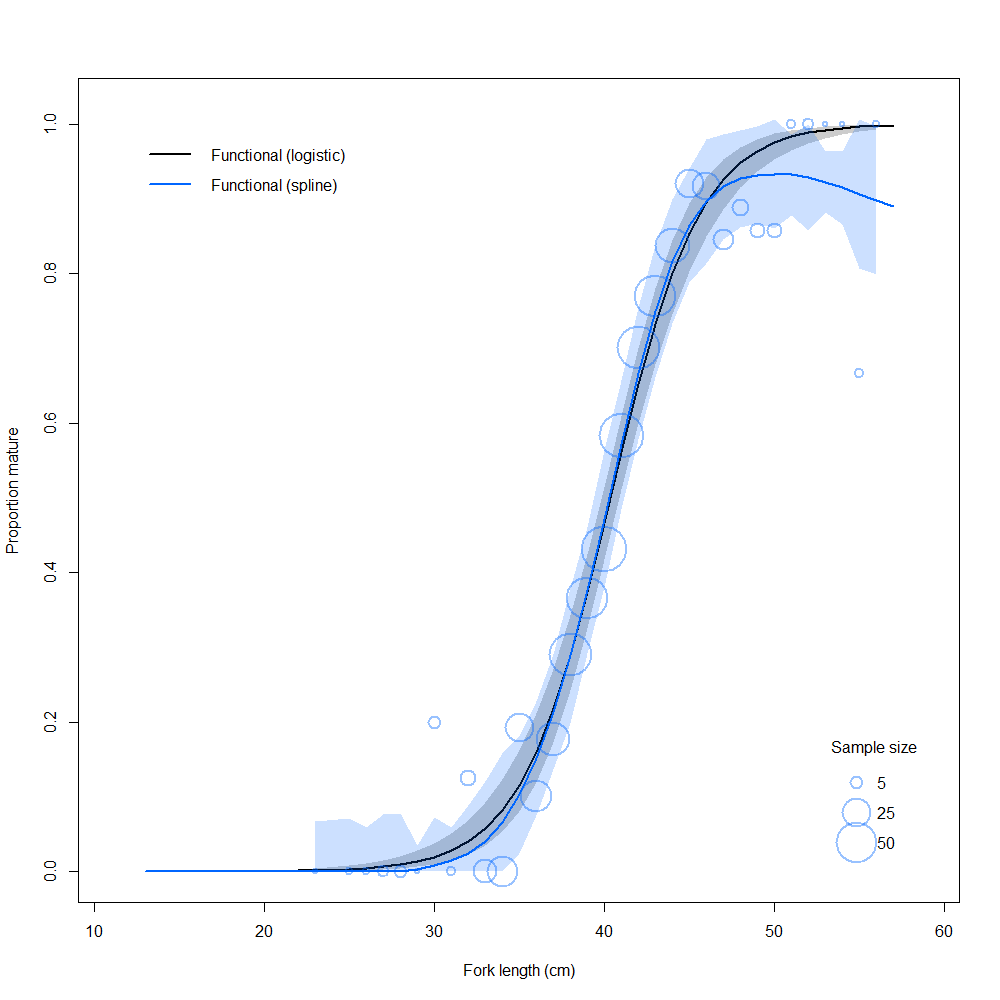 Functional (logistic)
Functional (spline)
1.0
0.8
0.6
0.4
0.2
0.0
Proportion mature
Sample size
5
25
50
10 20 30 40 50 60
Fork length (cm)